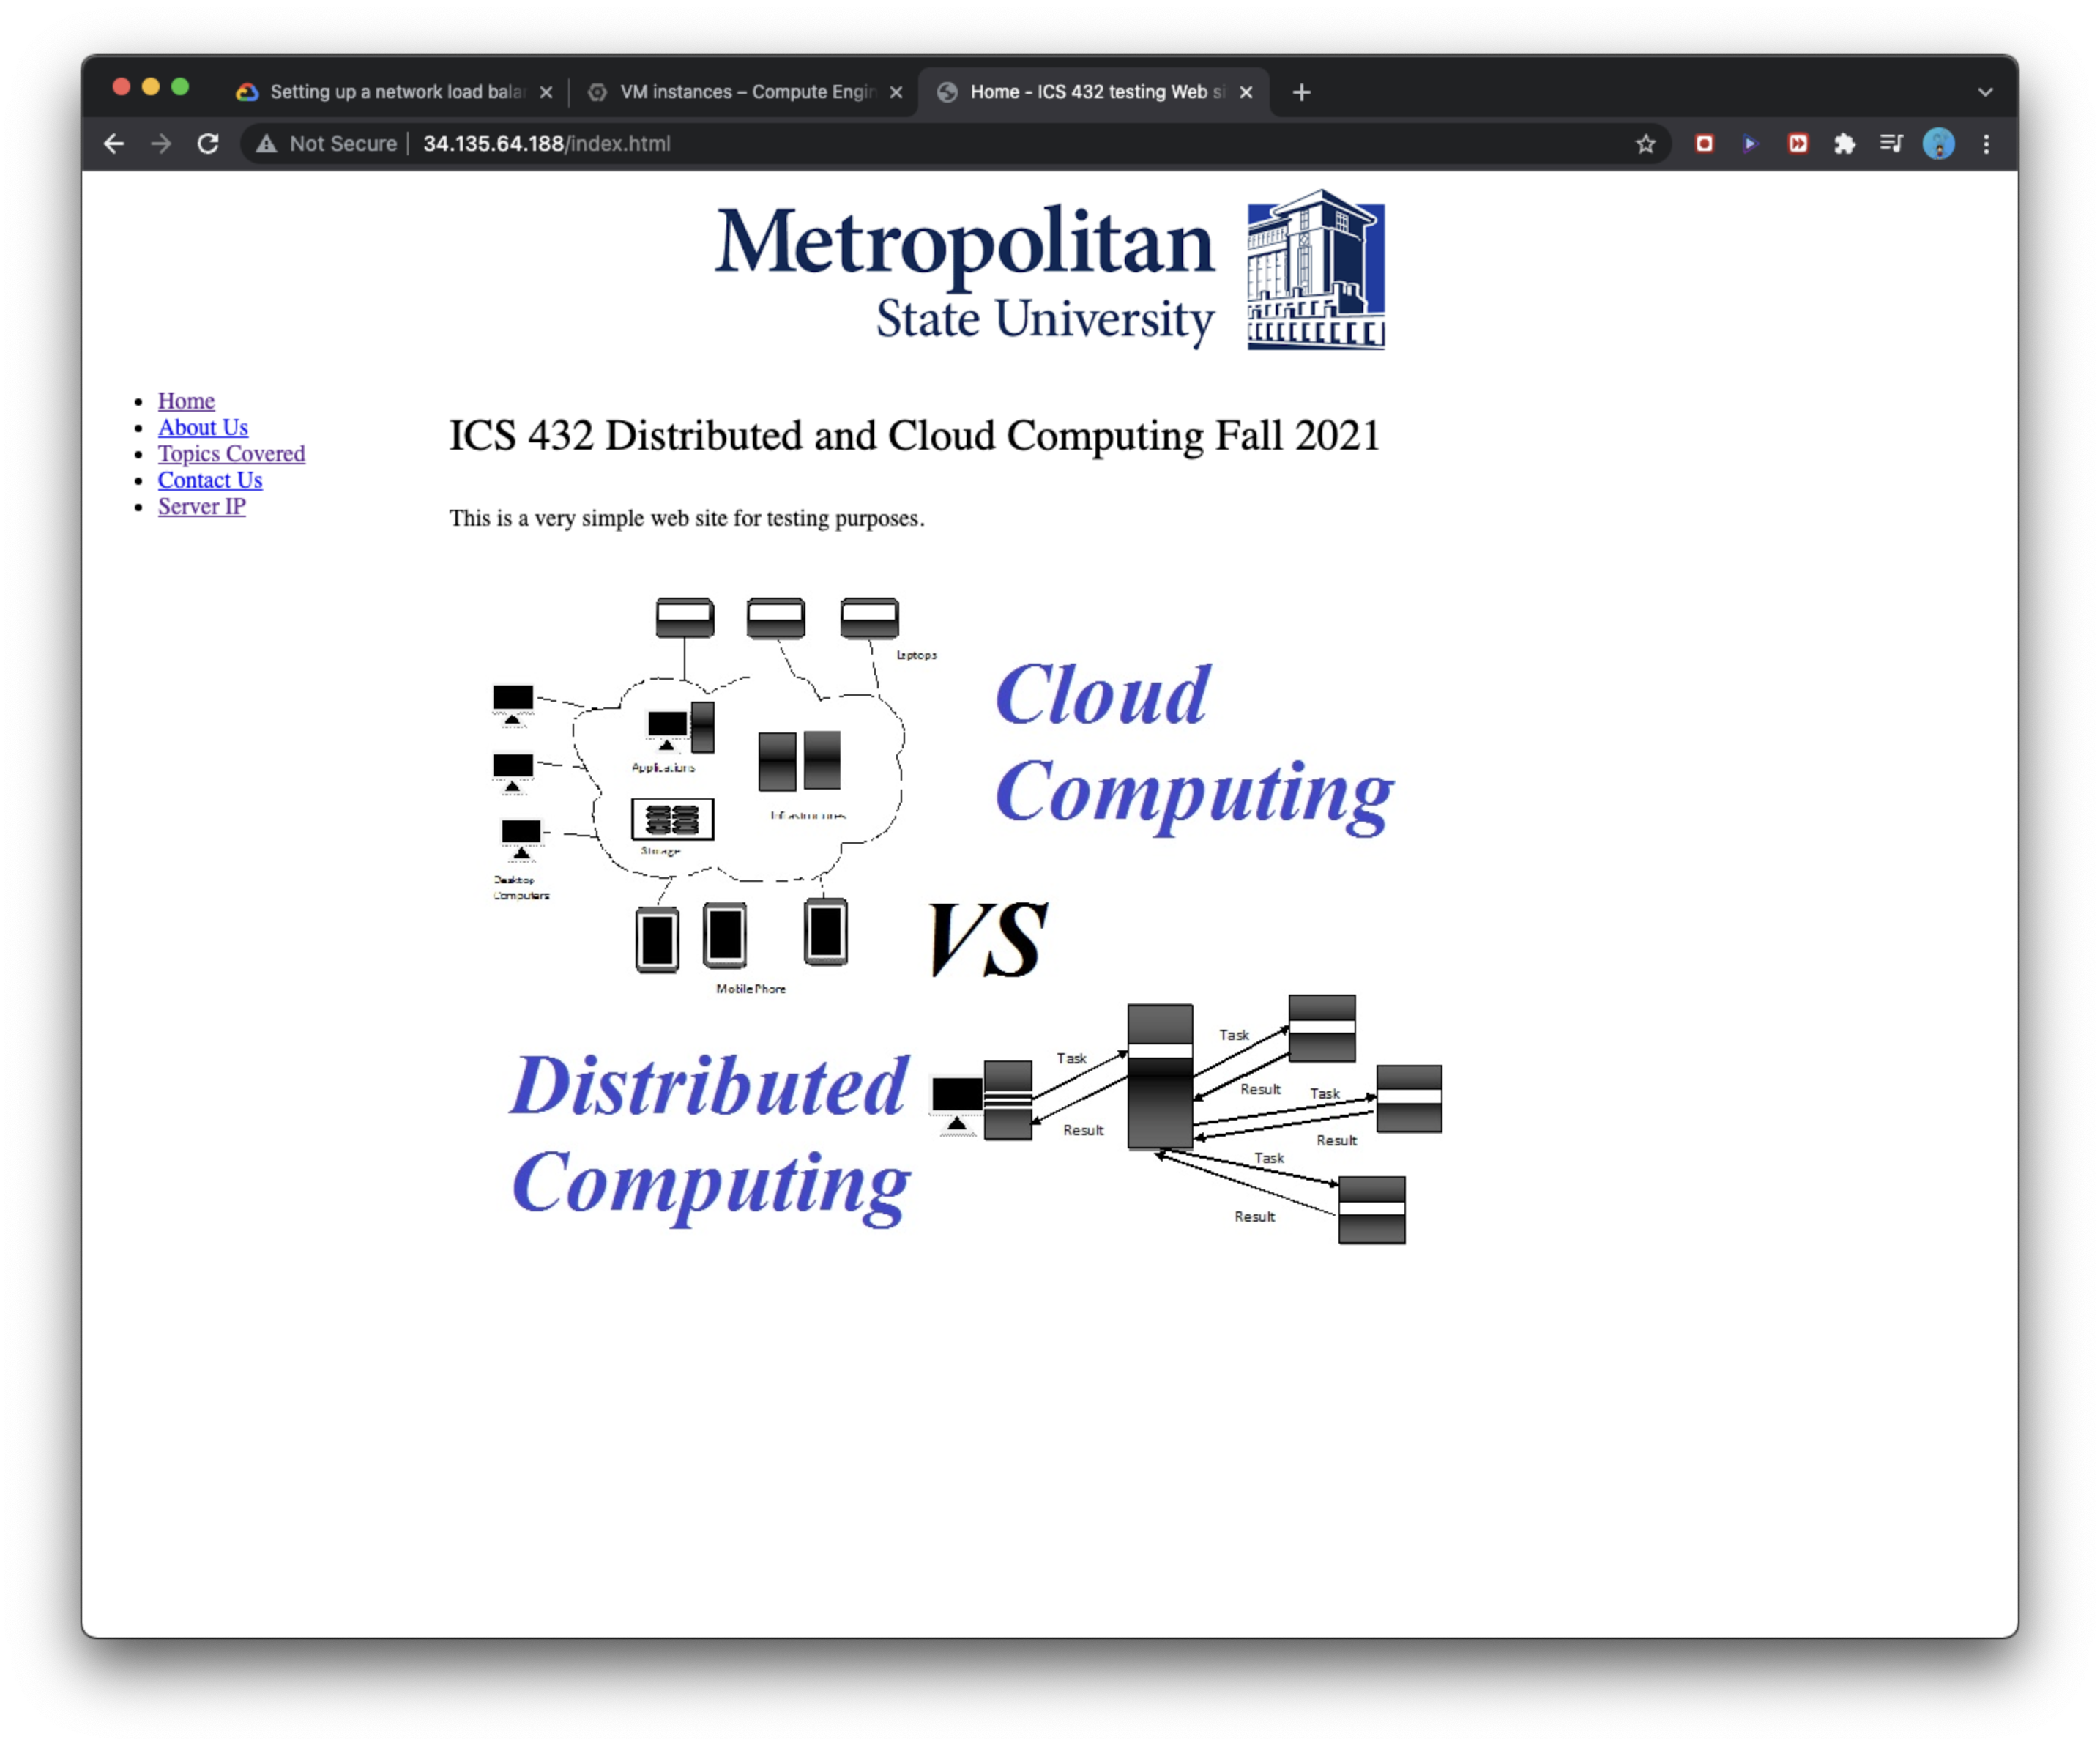 Setting up a network load bala
VM instances – Compute Engin
Home - ICS 432 testing Web si
Not Secure
34.135.64.188/index.html
Metropolitan
State University
Home
About Us
Topics Covered
Contact Us
Server IP
ICS 432 Distributed and Cloud Computing Fall 2021
This is a very simple web site for testing purposes.
Laptops
Cloud
Computing
Applications
Storage
Desktop
Computers
Mobile Phone
VS
Distributed
Computing
Task
Result
Task
Result
Task
Result
Task
Result